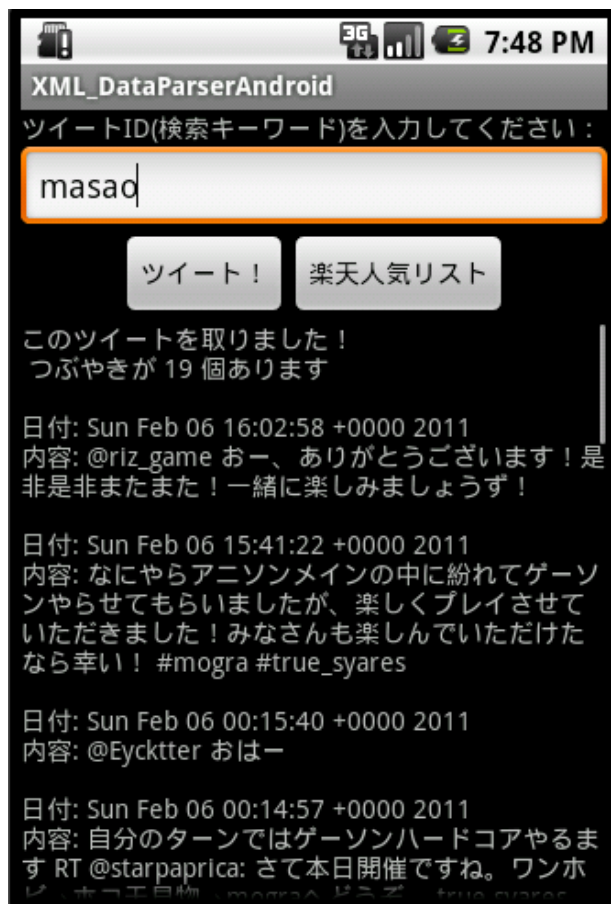 3G 7:48 PM
XML_DataParserAndroid
ツイートID(検索キーワード)を入力してください：
masao
ツイート！ 楽天人気リスト
このツイートを取りました！
つぶやきが 19 個あります
日付: Sun Feb 06 16:02:58 +0000 2011
内容: @riz_game おー、ありがとうございます！是
非是非またまた！一緒に楽しみましょうず！
日付: Sun Feb 06 15:41:22 +0000 2011
内容: なにやらアニソンメインの中に紛れてゲーソ
ンやらせてもらいましたが、楽しくプレイさせて
いただきました！みなさんも楽しんでいただけた
なら幸い！ #mogra #true_syares
日付: Sun Feb 06 00:15:40 +0000 2011
内容: @Eycktter おはー
日付: Sun Feb 06 00:14:57 +0000 2011
内容: 自分のターンではゲーソンハードコアやるま
す RT @starpaprica: さて本日開催ですね。ワンホ